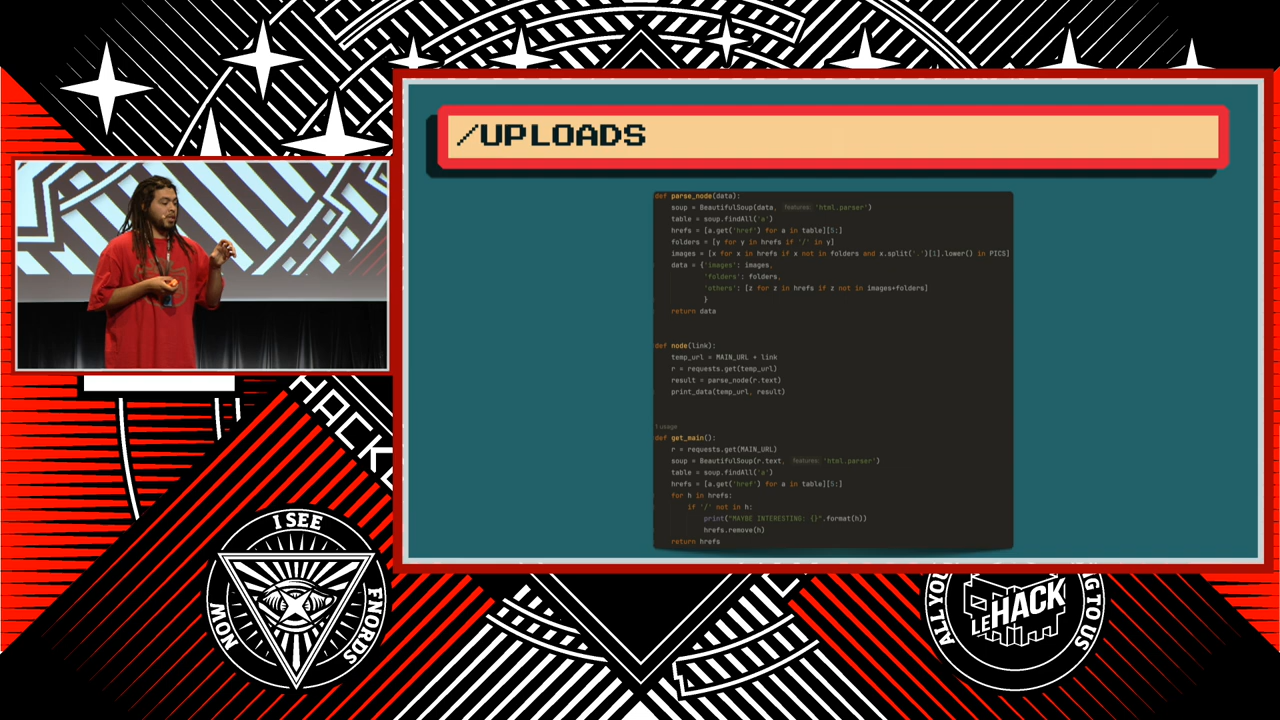 /UPLOADS
def parse_node(data):
soup = BeautifulSoup(data, features: 'html.parser')
table = soup.findAll('a')
hrefs = [a.get('href') for a in table][5:]
folders = [y for y in hrefs if '/' in y]
images = [x for x in hrefs if x not in folders and x.split('.')[1].lower() in PICS]
data = {'images': images,
'folders': folders,
'others': [z for z in hrefs if z not in images+folders]
}
return data
def node(link):
temp_url = MAIN_URL + link
r = requests.get(temp_url)
result = parse_node(r.text)
print_data(temp_url, result)
1 usage
def get_main():
r = requests.get(MAIN_URL)
soup = BeautifulSoup(r.text, features: 'html.parser')
table = soup.findAll('a')
hrefs = [a.get('href') for a in table][5:]
for h in hrefs:
if '/' not in h:
print("MAYBE INTERESTING: {}".format(h))
hrefs.remove(h)
return hrefs
I SEE
FNORDS
NOW
ALL YOU
LEHACK
TO US